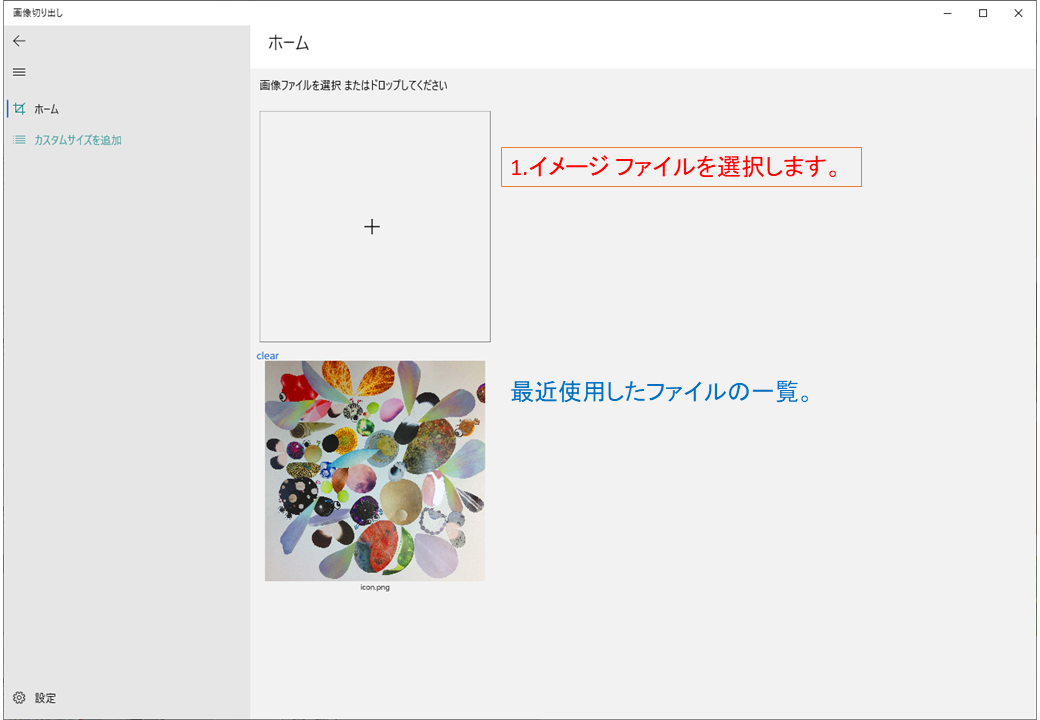 画像切り出し
ホーム
ホーム
カスタムサイズを追加
画像ファイルを選択 またはドロップしてください
1.イメージ ファイルを選択します。
clear
最近使用したファイルの一覧。
icon.png
設定